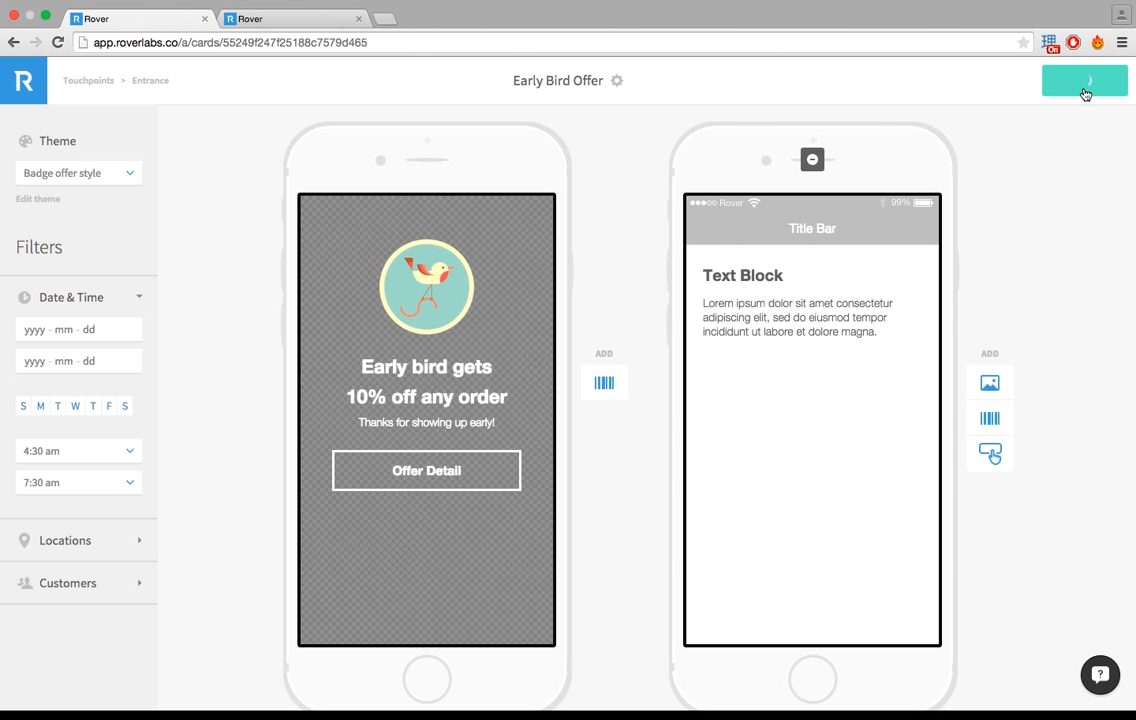 Rover
Rover
app.roverlabs.co/a/cards/55249f247f25188c7579d465
On
R
Touchpoints > Entrance
Early Bird Offer
Theme
Badge offer style
Edit theme
Filters
Date & Time
yyyy - mm - dd
yyyy - mm - dd
S M T W T F S
4:30 am
7:30 am
Locations
Customers
Early bird gets
10% off any order
Thanks for showing up early!
Offer Detail
ADD
Rover
99%
Title Bar
Text Block
Lorem ipsum dolor sit amet consectetur
adipiscing elit, sed do eiusmod tempor
incididunt ut labore et dolore magna.
ADD
?